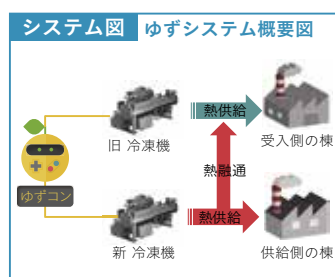 システム図 ゆずシステム概要図
熱供給
旧 冷凍機
受入側の棟
熱融通
ゆずコン
熱供給
新 冷凍機
供給側の棟